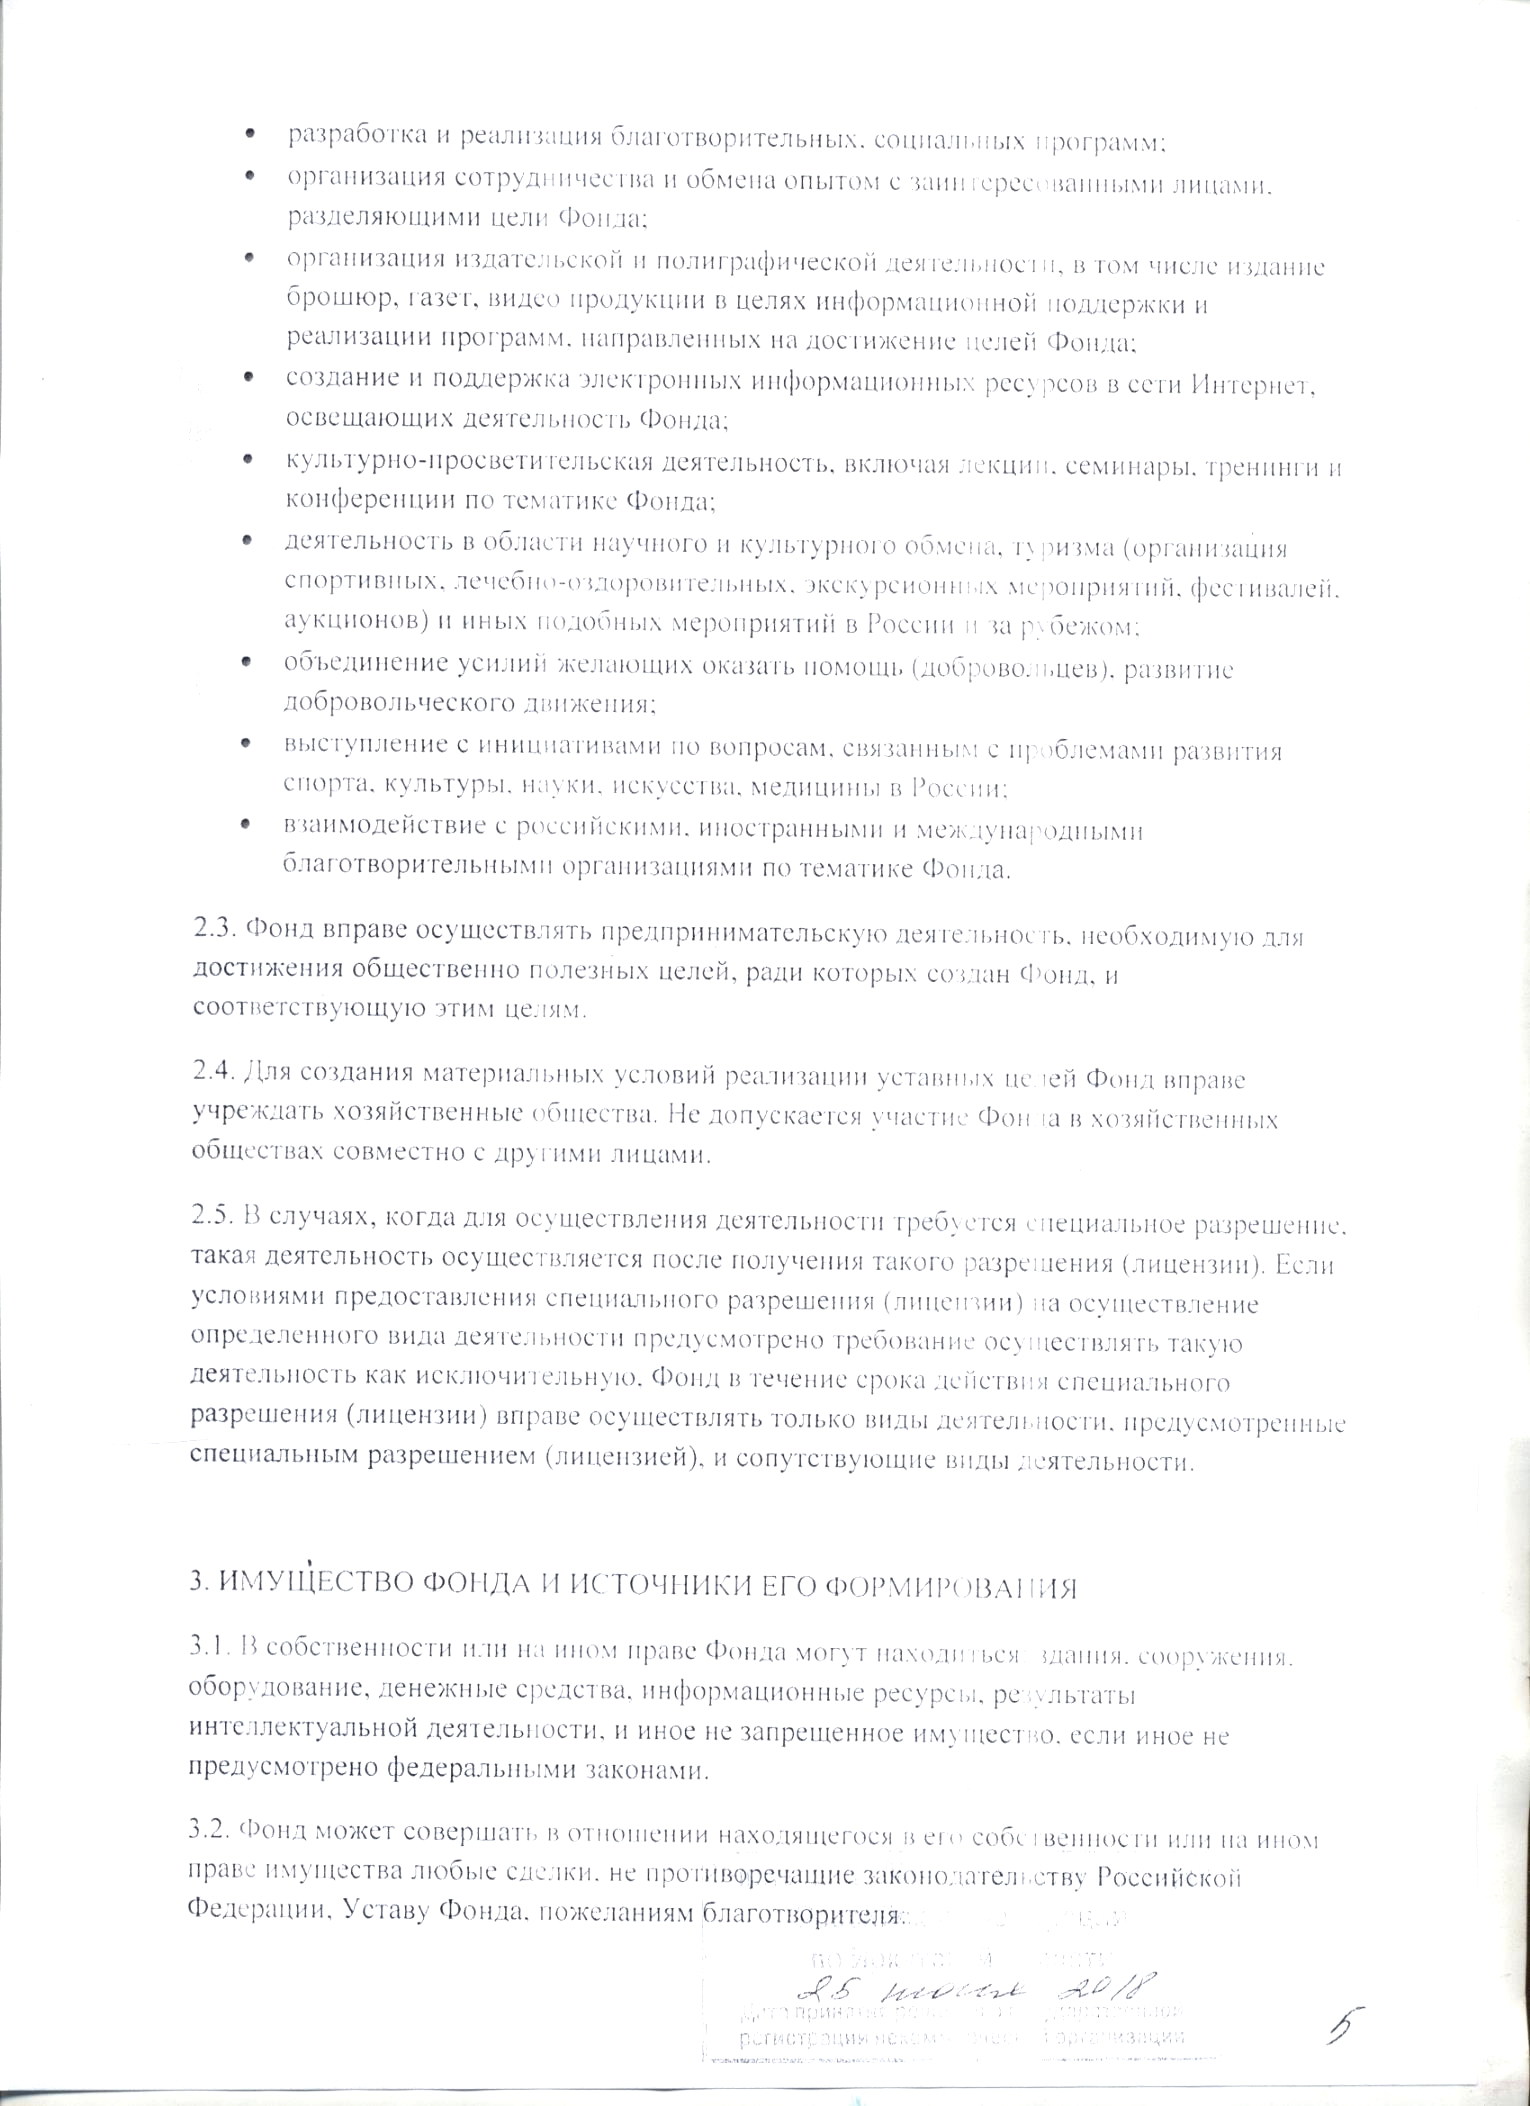 • разработка и реализация благотворительных, социальных программ;
• организация сотрудничества и обмена опытом с заинтересованными лицами,
разделяющими цели Фонда;
• организация издательской и полиграфической деятельности, в том числе издание
брошюр, газет, видео продукции в целях информационной поддержки и
реализации программ, направленных на достижение целей Фонда;
• создание и поддержка электронных информационных ресурсов в сети Интернет,
освещающих деятельность Фонда;
• культурно-просветительская деятельность, включая лекции, семинары, тренинги и
конференции по тематике Фонда;
• деятельность в области научного и культурного обмена, туризма (организация
спортивных, лечебно-оздоровительных, экскурсионных мероприятий, фестивалей,
аукционов) и иных подобных мероприятий в России и за рубежом;
• объединение усилий желающих оказать помощь (добровольцев), развитие
добровольческого движения;
• выступление с инициативами по вопросам, связанным с проблемами развития
спорта, культуры, науки, искусства, медицины в России;
• взаимодействие с российскими, иностранными и международными
благотворительными организациями по тематике Фонда.
2.3. Фонд вправе осуществлять предпринимательскую деятельность, необходимую для
достижения общественно полезных целей, ради которых создан Фонд, и
соответствующую этим целям.
2.4. Для создания материальных условий реализации уставных целей Фонд вправе
учреждать хозяйственные общества. Не допускается участие Фонда в хозяйственных
обществах совместно с другими лицами.
2.5. В случаях, когда для осуществления деятельности требуется специальное разрешение,
такая деятельность осуществляется после получения такого разрешения (лицензии). Если
условиями предоставления специального разрешения (лицензии) на осуществление
определенного вида деятельности предусмотрено требование осуществлять такую
деятельность как исключительную, Фонд в течение срока действия специального
разрешения (лицензии) вправе осуществлять только виды деятельности, предусмотренные
специальным разрешением (лицензией), и сопутствующие виды деятельности.
3. ИМУЩЕСТВО ФОНДА И ИСТОЧНИКИ ЕГО ФОРМИРОВАНИЯ
3.1. В собственности или на ином праве Фонда могут находиться здания, сооружения,
оборудование, денежные средства, информационные ресурсы, результаты
интеллектуальной деятельности, и иное не запрещенное имущество, если иное не
предусмотрено федеральными законами.
3.2. Фонд может совершать в отношении находящегося в его собственности или на ином
праве имущества любые сделки, не противоречащие законодательству Российской
Федерации, Уставу Фонда, пожеланиям благотворителя.
25 июня 2018
регистрации некоммерческой организации
5